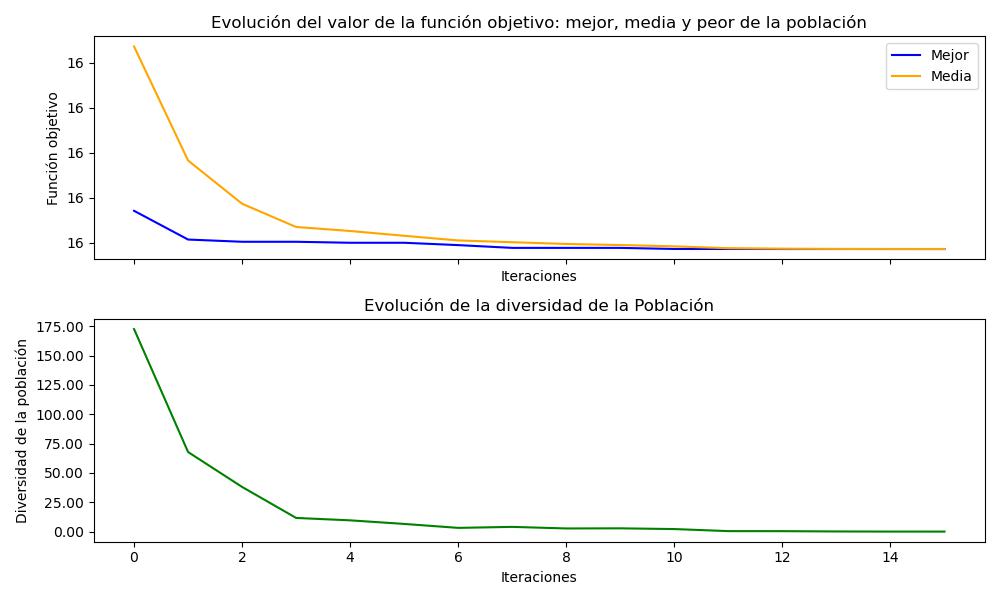 Evolución del valor de la función objetivo: mejor, media y peor de la población
16
16
16
16
16
Función objetivo
Mejor
Media
Iteraciones
Evolución de la diversidad de la Población
175.00
150.00
125.00
100.00
75.00
50.00
25.00
0.00
Diversidad de la población
0 2 4 6 8 10 12 14
Iteraciones